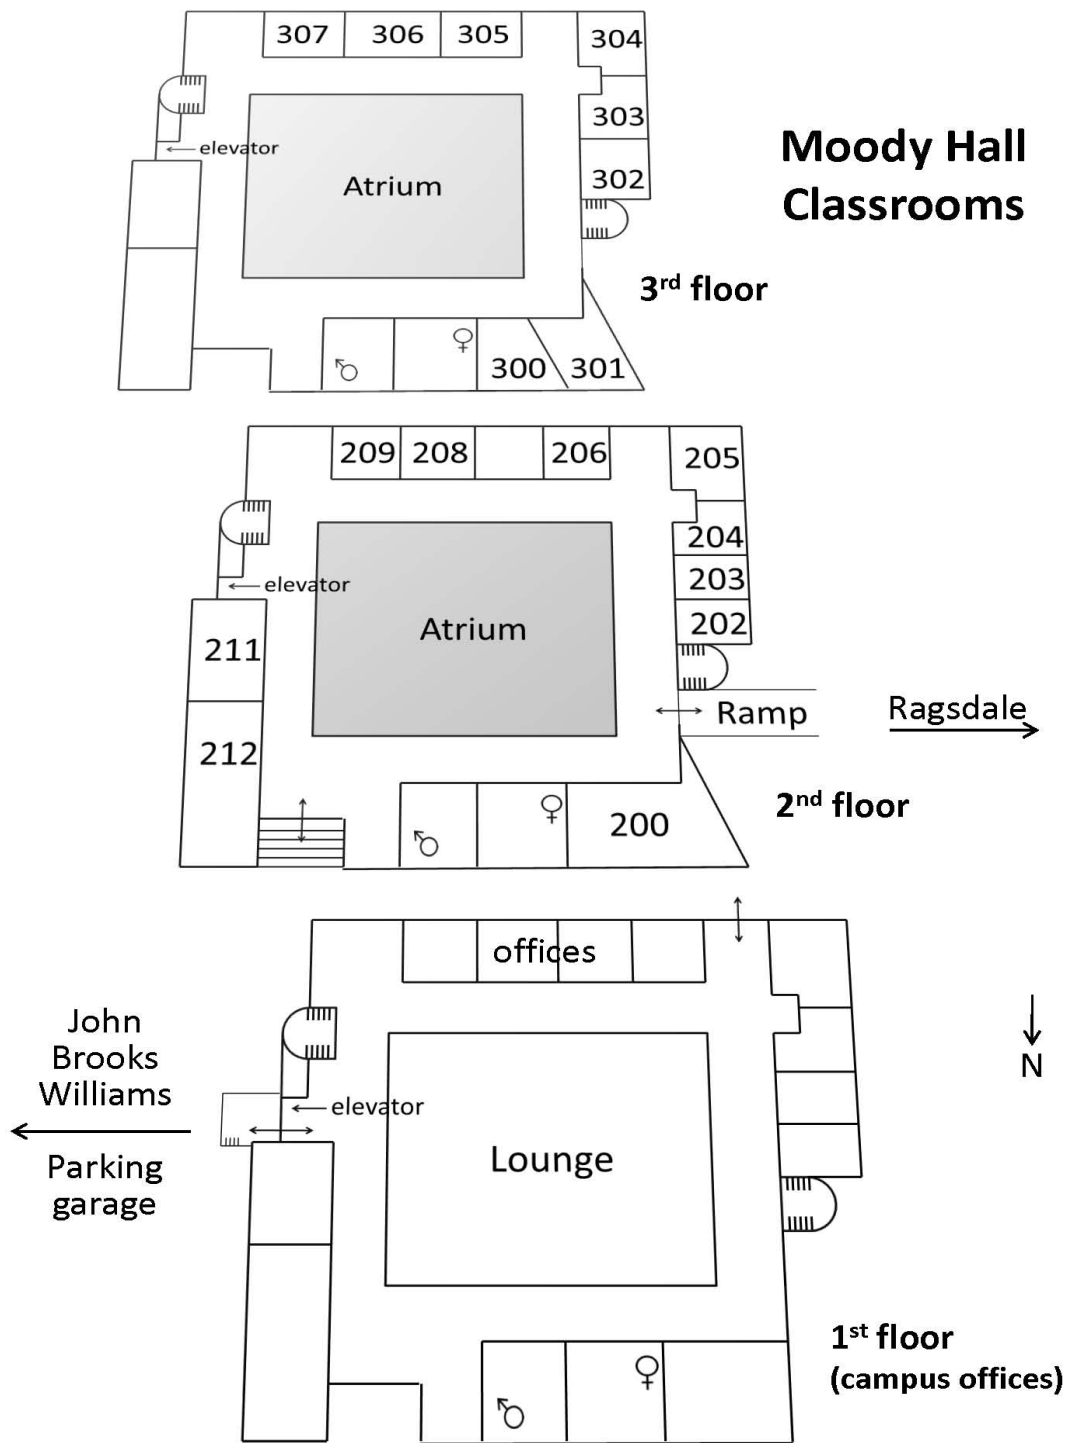 307
306
305
304
303
302
elevator
Atrium
Moody Hall
Classrooms
3rd floor
300
301
209
208
206
205
204
203
202
elevator
211
212
Atrium
Ramp
Ragsdale
2nd floor
200
offices
John
Brooks
Williams
Parking
garage
elevator
Lounge
N
1st floor
(campus offices)